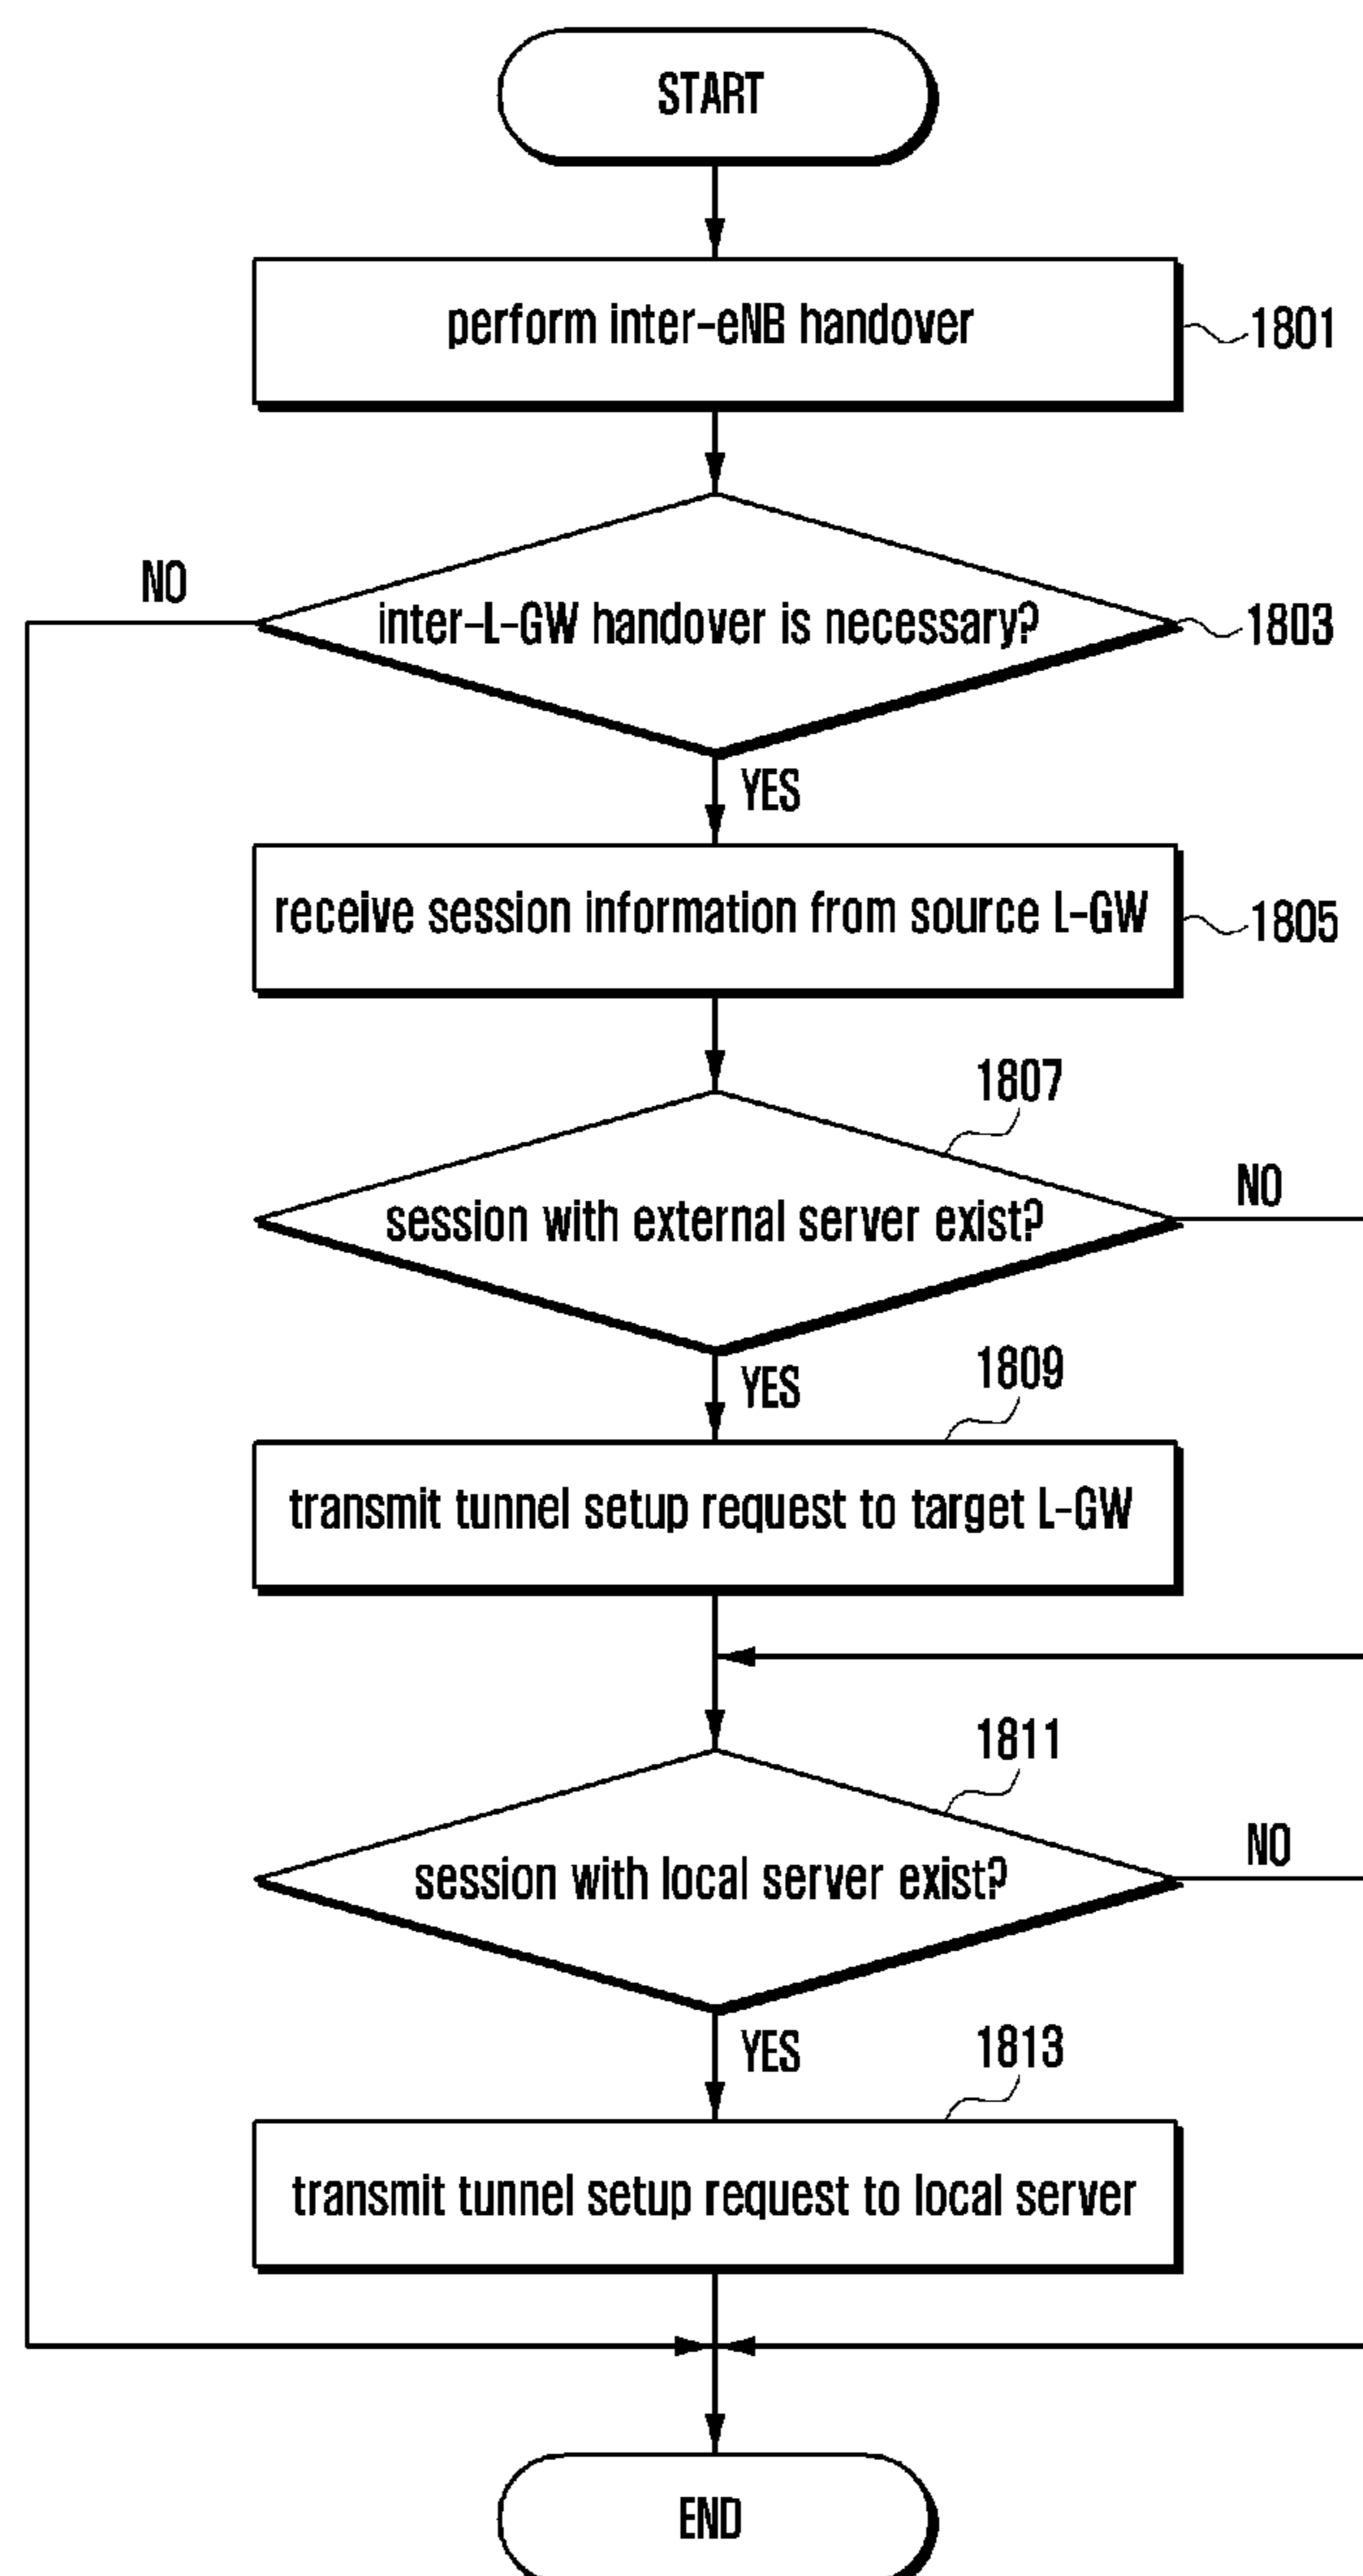 START
perform inter-eNB handover
1801
NO
inter-L-GW handover is necessary?
1803
YES
receive session information from source L-GW
1805
1807
session with external server exist?
NO
YES
1809
transmit tunnel setup request to target L-GW
1811
session with local server exist?
NO
YES
1813
transmit tunnel setup request to local server
END